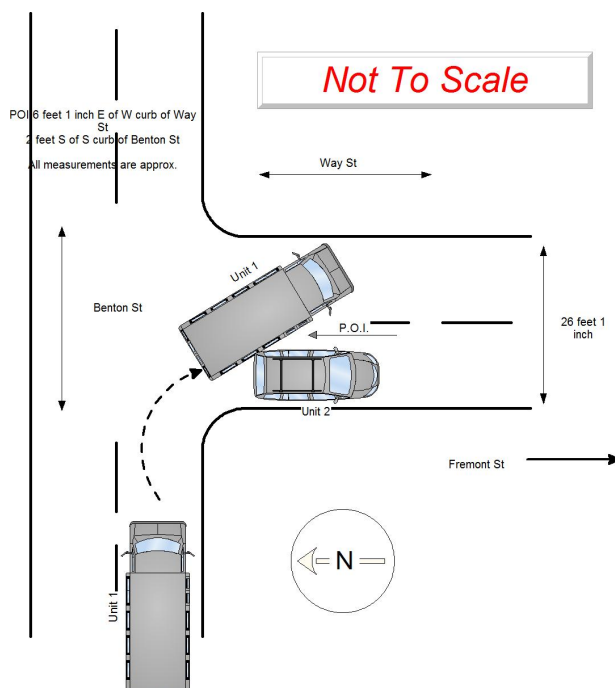 Not To Scale
POI 6 feet 1 inch E of W curb of Way
St
2 feet S of S curb of Benton St
All measurements are approx.
Way St
Unit 1
Benton St
P.O.I.
26 feet 1
inch
Unit 2
Fremont St
N
Unit 1